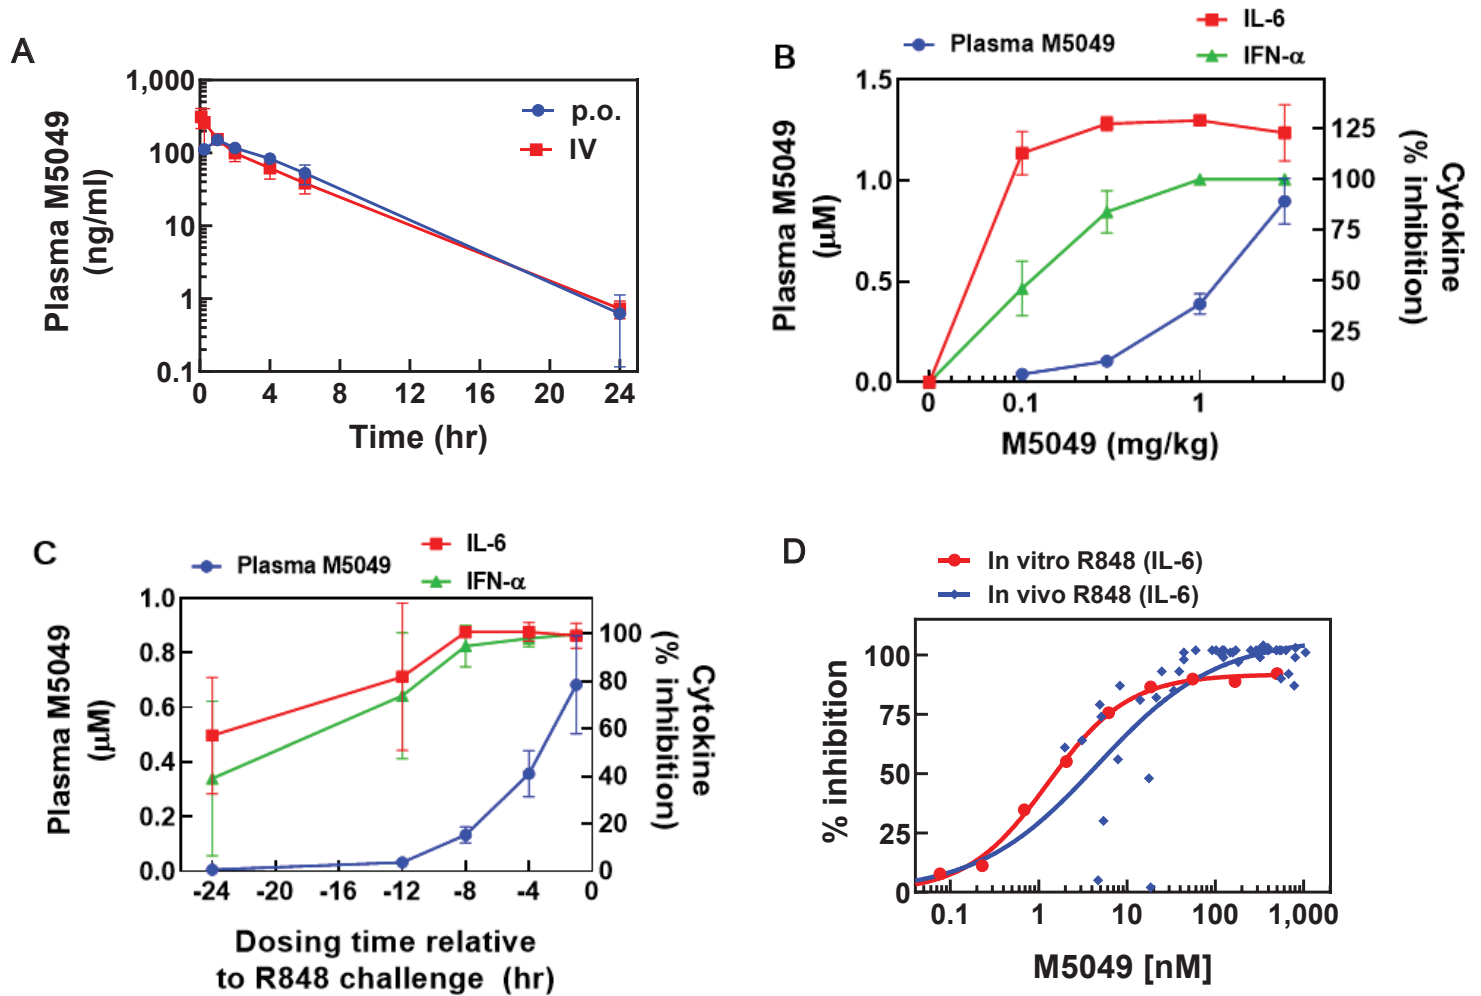 A
1,000
100
10
1
0.1
0 4 8 12 16 20 24
Plasma M5049
(ng/ml)
Time (hr)
p.o.
IV
B
Plasma M5049
IL-6
IFN-α
1.5
1.0
0.5
0.0
125
100
75
50
25
0
0 0.1 1
Plasma M5049
(µM)
Cytokine
(% inhibition)
M5049 (mg/kg)
C
Plasma M5049
IL-6
IFN-α
1.0
0.8
0.6
0.4
0.2
0.0
100
80
60
40
20
0
-24 -20 -16 -12 -8 -4 0
Plasma M5049
(µM)
Cytokine
(% inhibition)
Dosing time relative
to R848 challenge (hr)
D
In vitro R848 (IL-6)
In vivo R848 (IL-6)
100
75
50
25
0
0.1 1 10 100 1,000
% inhibition
M5049 [nM]